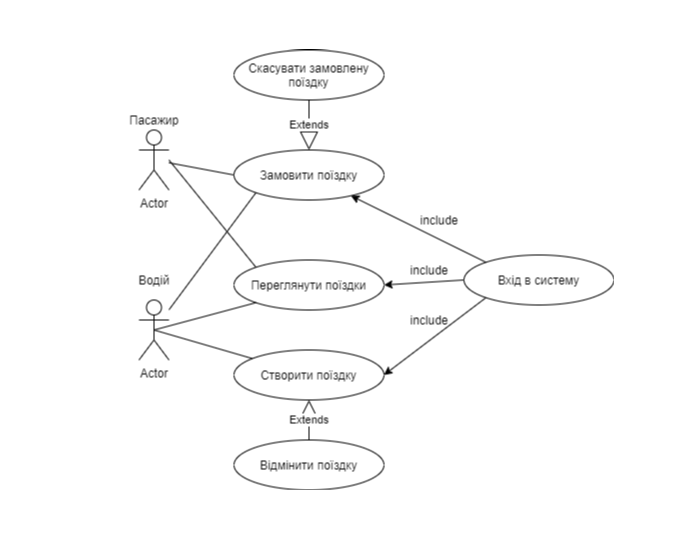 Скасувати замовлену
поїздку
Extends
Пасажир
Замовити поїздку
Actor
include
Водій
include
Переглянути поїздки
Вхід в систему
include
Actor
Створити поїздку
Extends
Відмінити поїздку